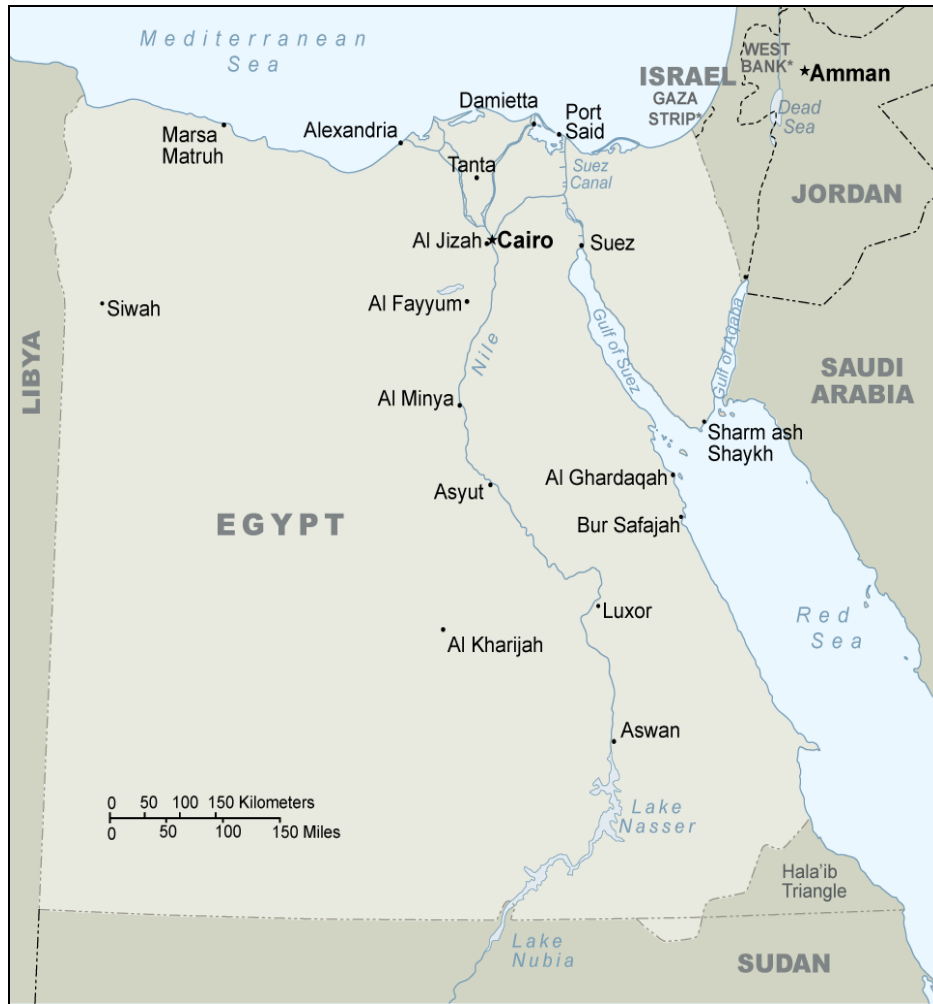 Mediterranean
Sea
ISRAEL
WEST
BANK*
Amman
GAZA
STRIP*
Dead
Sea
Damietta
Port
Said
Marsa
Matruh
Alexandria
Tanta
Suez
Canal
JORDAN
Al Jizah
Cairo
Suez
Siwah
Al Fayyum
Nile
Gulf of Suez
Gulf of Aqaba
LIBYA
SAUDI
ARABIA
Al Minya
Sharm ash
Shaykh
Asyut
Al Ghardaqah
EGYPT
Bur Safajah
Luxor
Red
Sea
Al Kharijah
Aswan
0 50 100 150 Kilometers
0 50 100 150 Miles
Lake
Nasser
Hala'ib
Triangle
Lake
Nubia
SUDAN